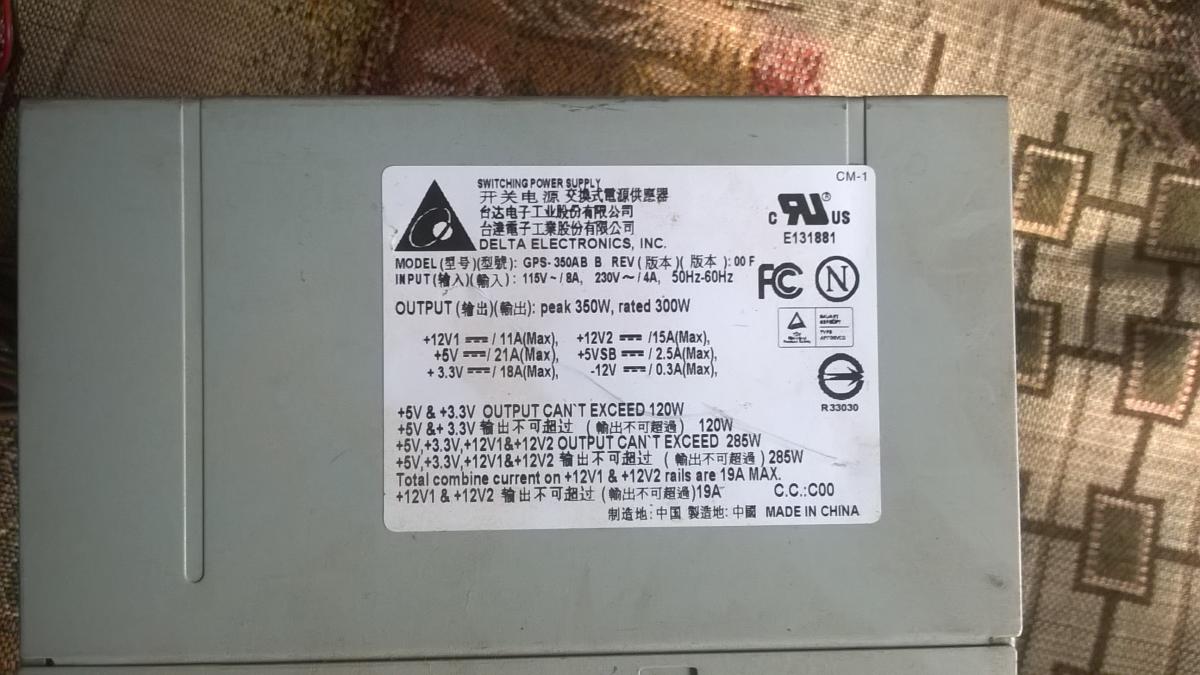 CM-1
SWITCHING POWER SUPPLY
开关电源 交換式電源供應器
台达电子工业股份有限公司
台達電子工業股份有限公司
DELTA ELECTRONICS, INC.
C RU® US
E131881
MODEL (型号)(型號): GPS-350AB B REV (版本)(版本): 00 F
INPUT (输入)(輸入): 115V~/8A, 230V~/4A, 50Hz-60Hz
FC N
OUTPUT (输出)(輸出): peak 350W, rated 300W
+12V1 ⎓/11A(Max), +12V2 ⎓/15A(Max),
+5V ⎓/21A(Max), +5VSB ⎓/2.5A(Max),
+3.3V ⎓/18A(Max), -12V ⎓/0.3A(Max),
R33030
+5V & +3.3V OUTPUT CAN`T EXCEED 120W
+5V &+ 3.3V 输出不可超过 (輸出不可超過) 120W
+5V,+3.3V,+12V1&+12V2 OUTPUT CAN`T EXCEED 285W
+5V,+3.3V,+12V1&+12V2 输出不可超过 (輸出不可超過) 285W
Total combine current on +12V1 & +12V2 rails are 19A MAX.
+12V1 & +12V2 输出不可超过 (輸出不可超過)19A C.C.:C00
制造地:中国 製造地:中國 MADE IN CHINA